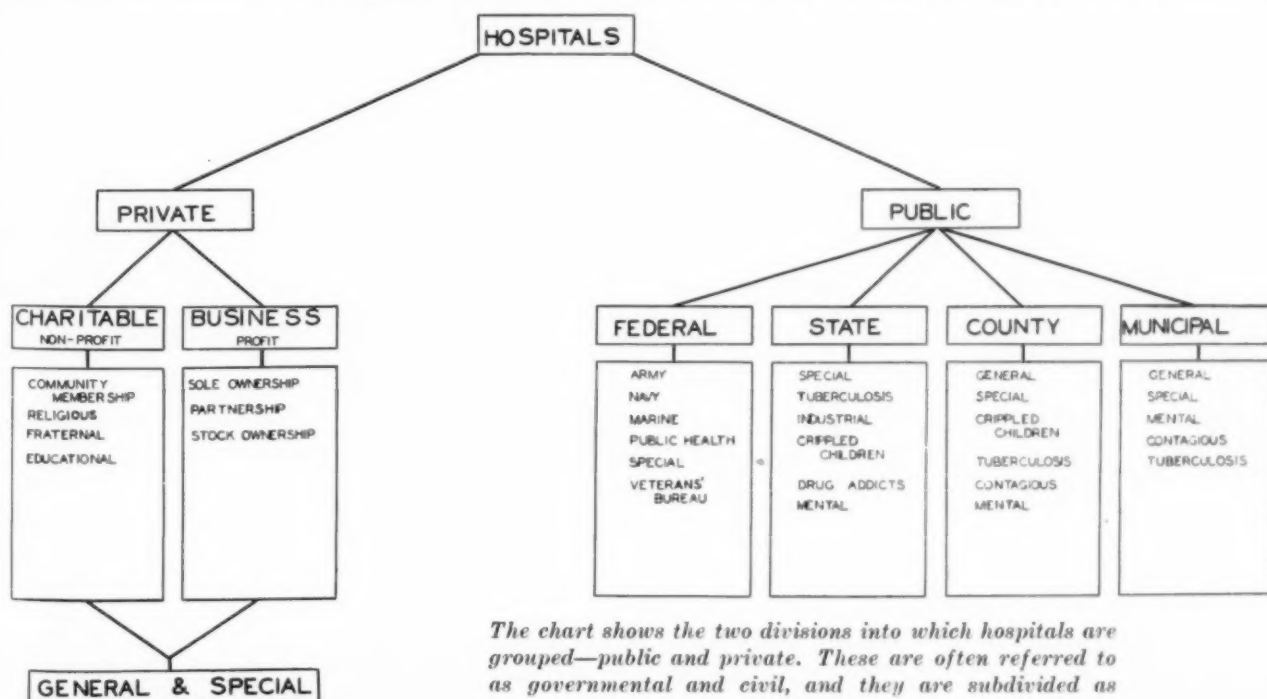 HOSPITALS
PRIVATE
PUBLIC
CHARITABLE
NON-PROFIT
BUSINESS
PROFIT
FEDERAL
STATE
COUNTY
MUNICIPAL
COMMUNITY
MEMBERSHIP
RELIGIOUS
FRATERNAL
EDUCATIONAL
SOLE OWNERSHIP
PARTNERSHIP
STOCK OWNERSHIP
ARMY
NAVY
MARINE
PUBLIC HEALTH
SPECIAL
VETERANS'
BUREAU
SPECIAL
TUBERCULOSIS
INDUSTRIAL
CRIPPLED
CHILDREN
DRUG ADDICTS
MENTAL
GENERAL
SPECIAL
CRIPPLED
CHILDREN
TUBERCULOSIS
CONTAGIOUS
MENTAL
GENERAL
SPECIAL
MENTAL
CONTAGIOUS
TUBERCULOSIS
GENERAL & SPECIAL
The chart shows the two divisions into which hospitals are
grouped—public and private. These are often referred to
as governmental and civil, and they are subdivided as